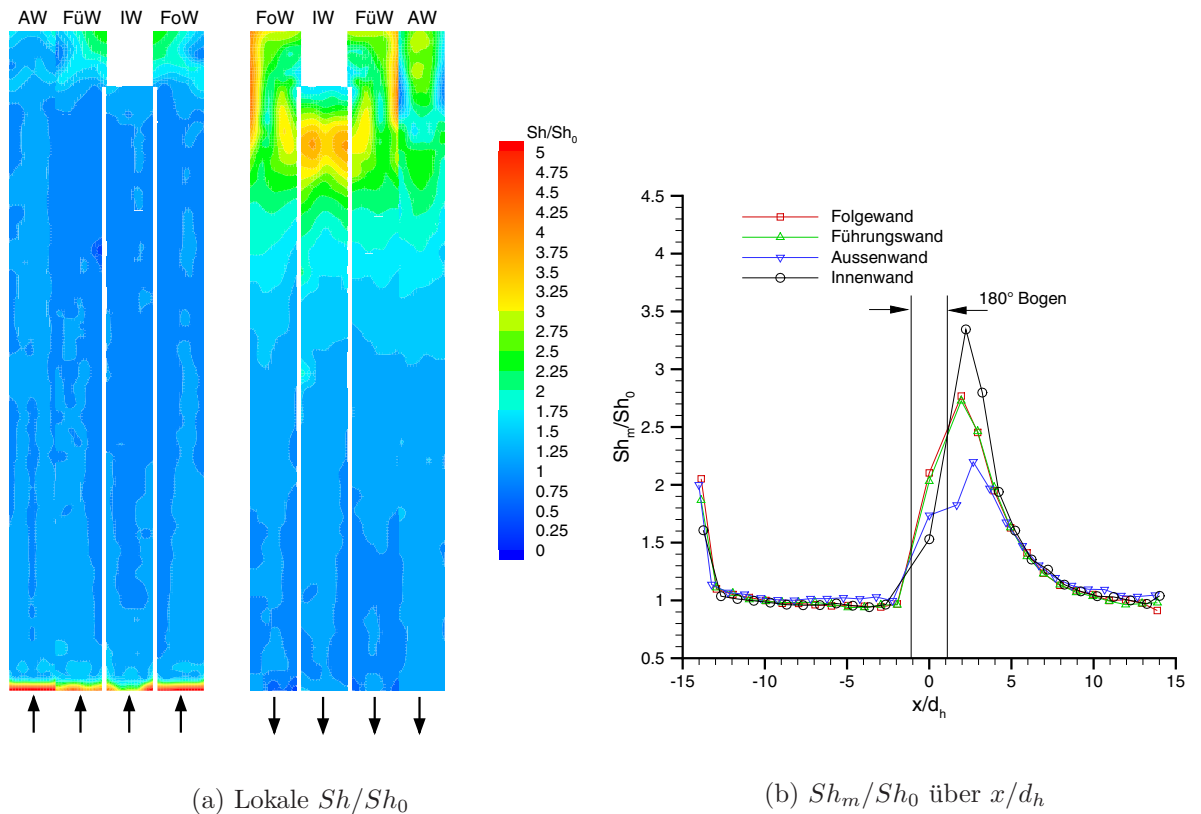 AW FüW IW FoW
FoW IW FüW AW
Sh/Sh0
5
4.75
4.5
4.25
4
3.75
3.5
3.25
3
2.75
2.5
2.25
2
1.75
1.5
1.25
1
0.75
0.5
0.25
0
(a) Lokale Sh/Sh0
4.5
4
3.5
3
2.5
2
1.5
1
0.5
Shm/Sh0
Folgewand
Führungswand
Aussenwand
Innenwand
180° Bogen
-15 -10 -5 0 5 10 15
x/dh
(b) Shm/Sh0 über x/dh